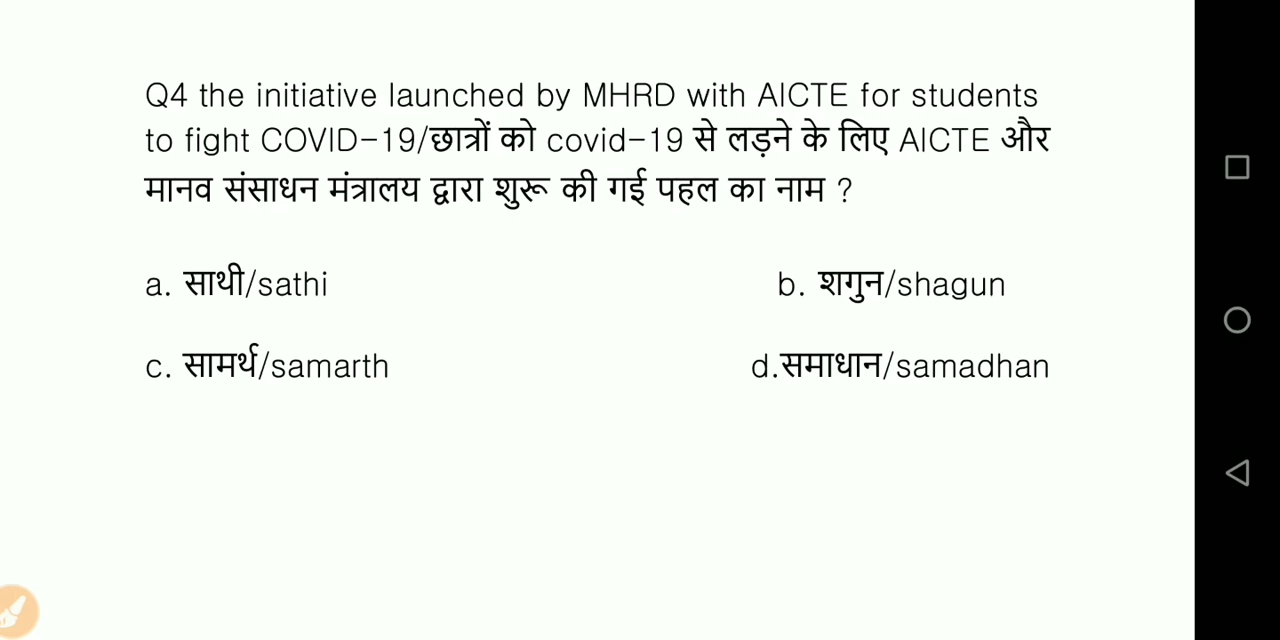 Q4 the initiative launched by MHRD with AICTE for students
to fight COVID-19/छात्रों को covid-19 से लड़ने के लिए AICTE और
मानव संसाधन मंत्रालय द्वारा शुरू की गई पहल का नाम ?
a. साथी/sathi b. शगुन/shagun
c. सामर्थ/samarth d.समाधान/samadhan